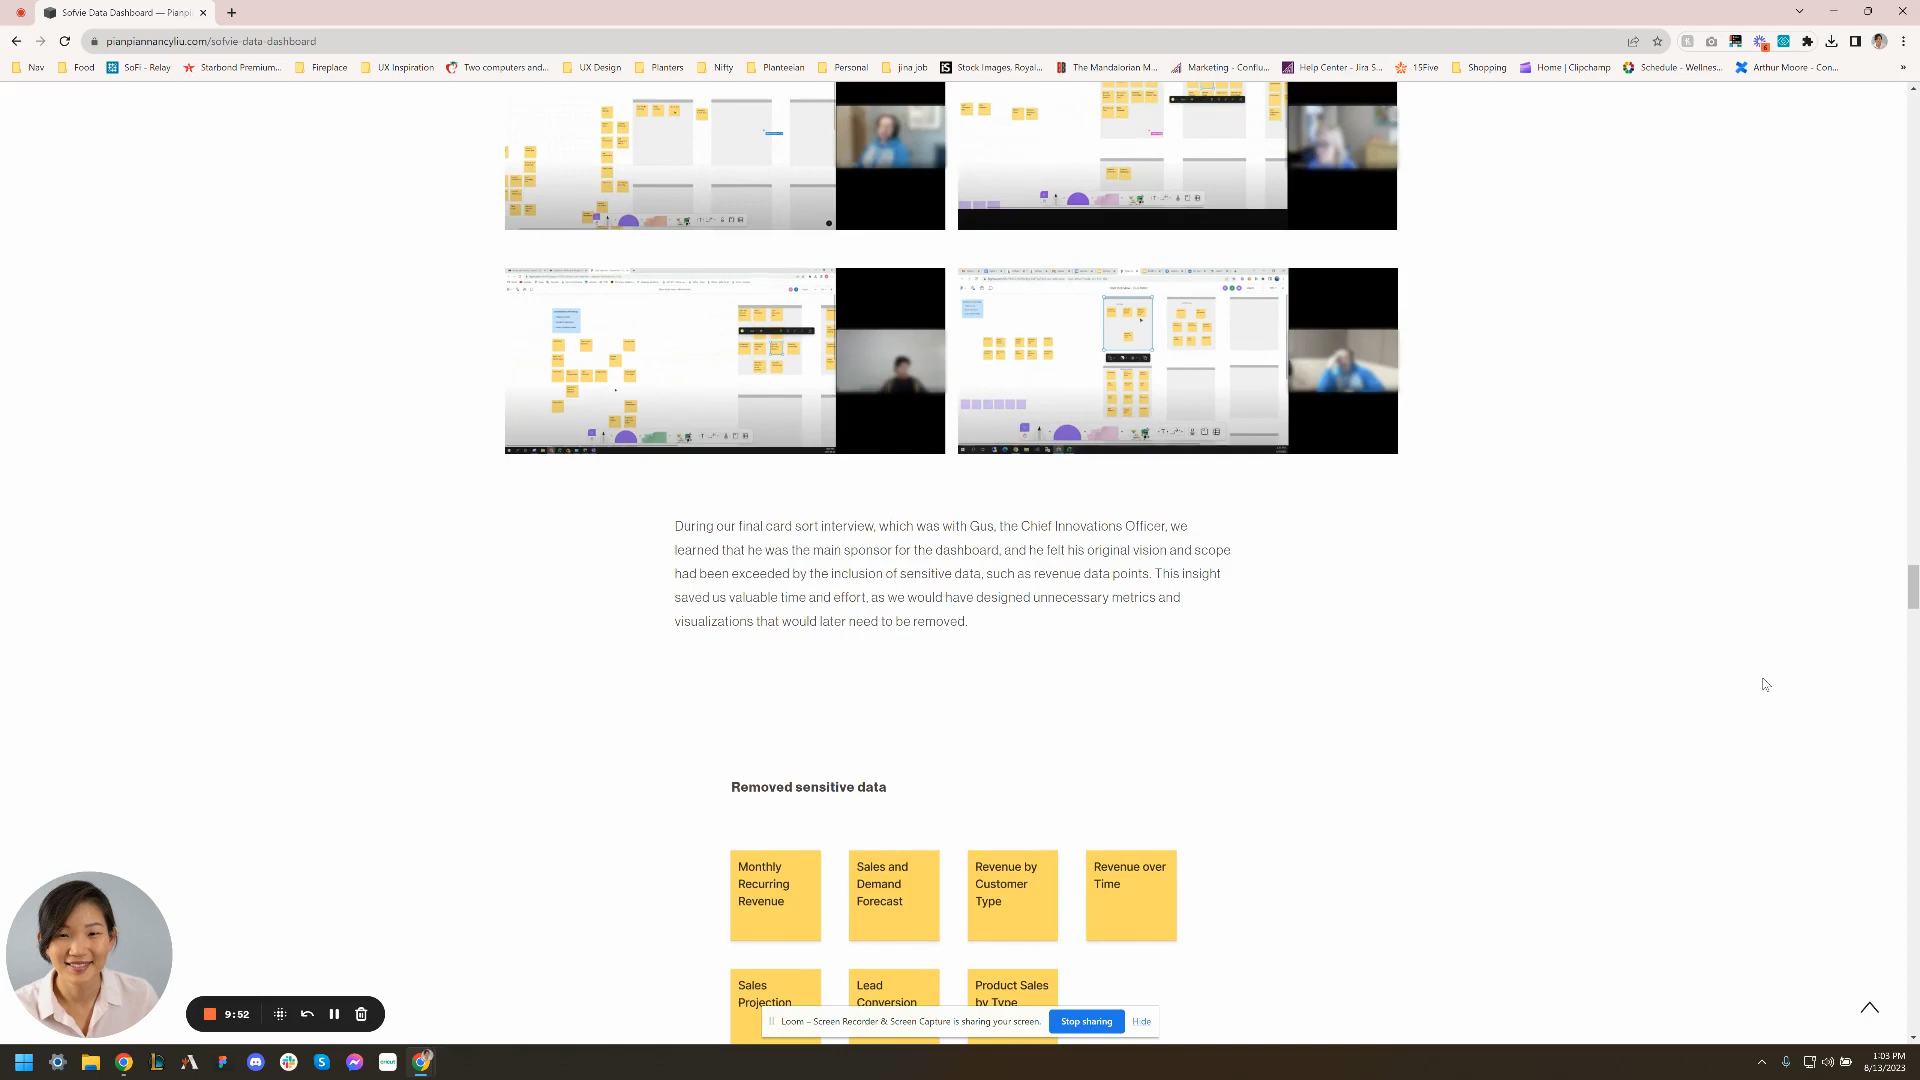 Sofvie Data Dashboard — Pianpi
pianpiannancyliu.com/sofvie-data-dashboard
Nav
Food
SoFi - Relay
Starbond Premium...
Fireplace
UX Inspiration
Two computers and...
UX Design
Planters
Nifty
Planteeian
Personal
jina job
Stock Images, Royal...
The Mandalorian M...
Marketing - Conflu...
Help Center - Jira S...
15Five
Shopping
Home | Clipchamp
Schedule - Wellnes...
Arthur Moore - Con...
»
During our final card sort interview, which was with Gus, the Chief Innovations Officer, we
learned that he was the main sponsor for the dashboard, and he felt his original vision and scope
had been exceeded by the inclusion of sensitive data, such as revenue data points. This insight
saved us valuable time and effort, as we would have designed unnecessary metrics and
visualizations that would later need to be removed.
Removed sensitive data
Monthly
Recurring
Revenue
Sales and
Demand
Forecast
Revenue by
Customer
Type
Revenue over
Time
Sales
Projection
Lead
Conversion
Product Sales
by Type
9:52
Loom – Screen Recorder & Screen Capture is sharing your screen.
Stop sharing
Hide
1:03 PM
8/13/2023